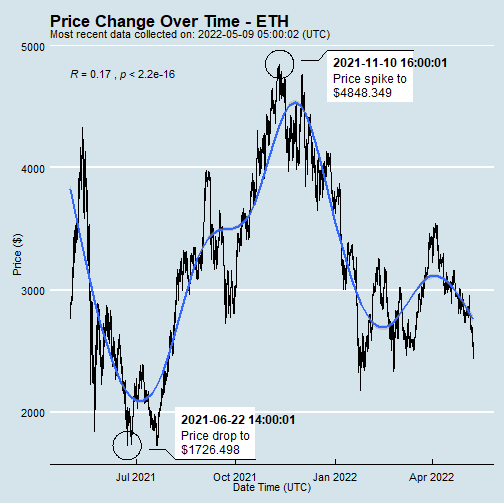 Price Change Over Time - ETH
Most recent data collected on: 2022-05-09 05:00:02 (UTC)
5000
R = 0.17 , p < 2.2e-16
2021-11-10 16:00:01
Price spike to
$4848.349
4000
Price ($)
3000
2000
2021-06-22 14:00:01
Price drop to
$1726.498
Jul 2021
Oct 2021
Jan 2022
Apr 2022
Date Time (UTC)